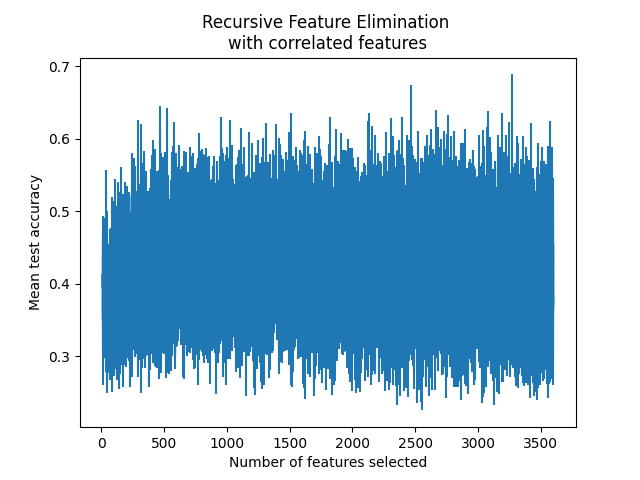 Recursive Feature Elimination
with correlated features
0.7
0.6
0.5
0.4
0.3
Mean test accuracy
0 500 1000 1500 2000 2500 3000 3500
Number of features selected